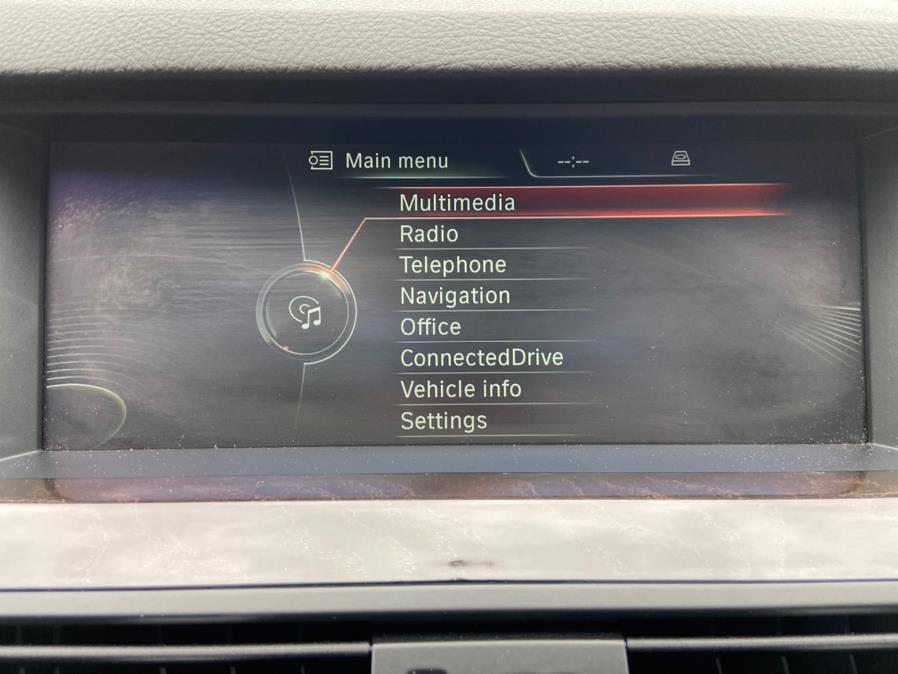 Main menu --:--
Multimedia
Radio
Telephone
Navigation
Office
ConnectedDrive
Vehicle info
Settings